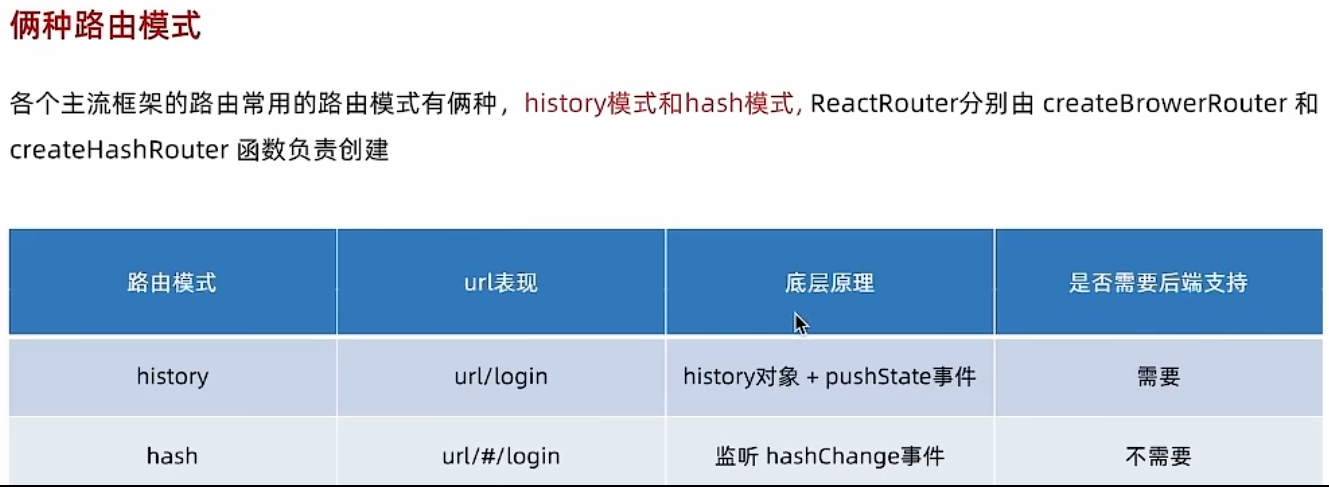 俩种路由模式
各个主流框架的路由常用的路由模式有俩种，history模式和hash模式, ReactRouter分别由 createBrowerRouter 和
createHashRouter 函数负责创建
路由模式 url表现 底层原理 是否需要后端支持
history url/login history对象 + pushState事件 需要
hash url/#/login 监听 hashChange事件 不需要